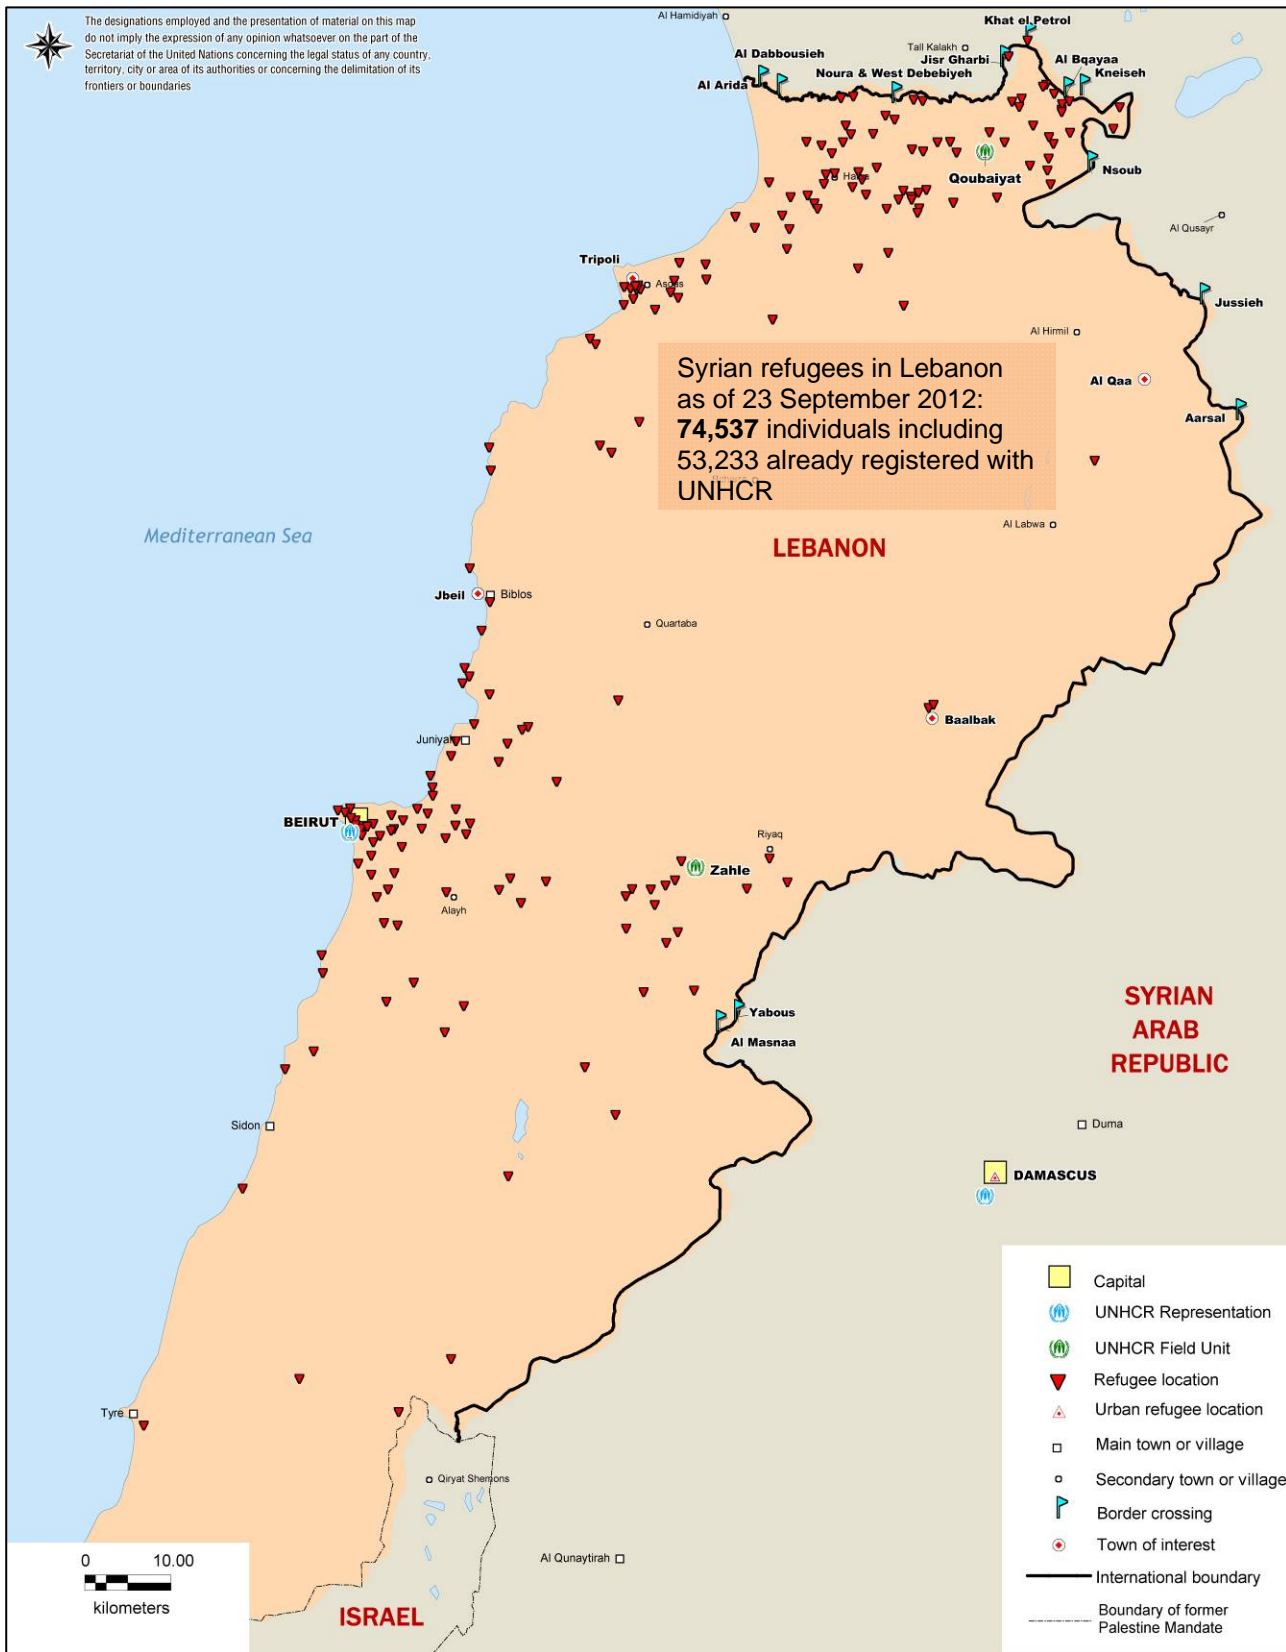 The designations employed and the presentation of material on this map
do not imply the expression of any opinion whatsoever on the part of the
Secretariat of the United Nations concerning the legal status of any country,
territory, city or area of its authorities or concerning the delimitation of its
frontiers or boundaries
Al Hamidiyah
Khat el Petrol
Tall Kalakh
Al Dabbousieh
Jisr Gharbi
Al Bqayaa
Noura & West Debebiyeh
Kneiseh
Al Arida
Nsoub
Qoubaiyat
Al Qusayr
Tripoli
Jussieh
Al Hirmil
Al Qaa
Aarsal
Syrian refugees in Lebanon
as of 23 September 2012:
74,537 individuals including
53,233 already registered with
UNHCR
Al Labwa
Mediterranean Sea
LEBANON
Jbeil
Biblos
Quartaba
Baalbak
Juniyah
BEIRUT
Riyaq
Zahle
Alayh
SYRIAN
ARAB
REPUBLIC
Yabous
Al Masnaa
Sidon
Duma
DAMASCUS
Tyre
Qiryat Shemons
Al Qunaytirah
ISRAEL
0 10.00
kilometers
Capital
UNHCR Representation
UNHCR Field Unit
Refugee location
Urban refugee location
Main town or village
Secondary town or village
Border crossing
Town of interest
International boundary
Boundary of former
Palestine Mandate